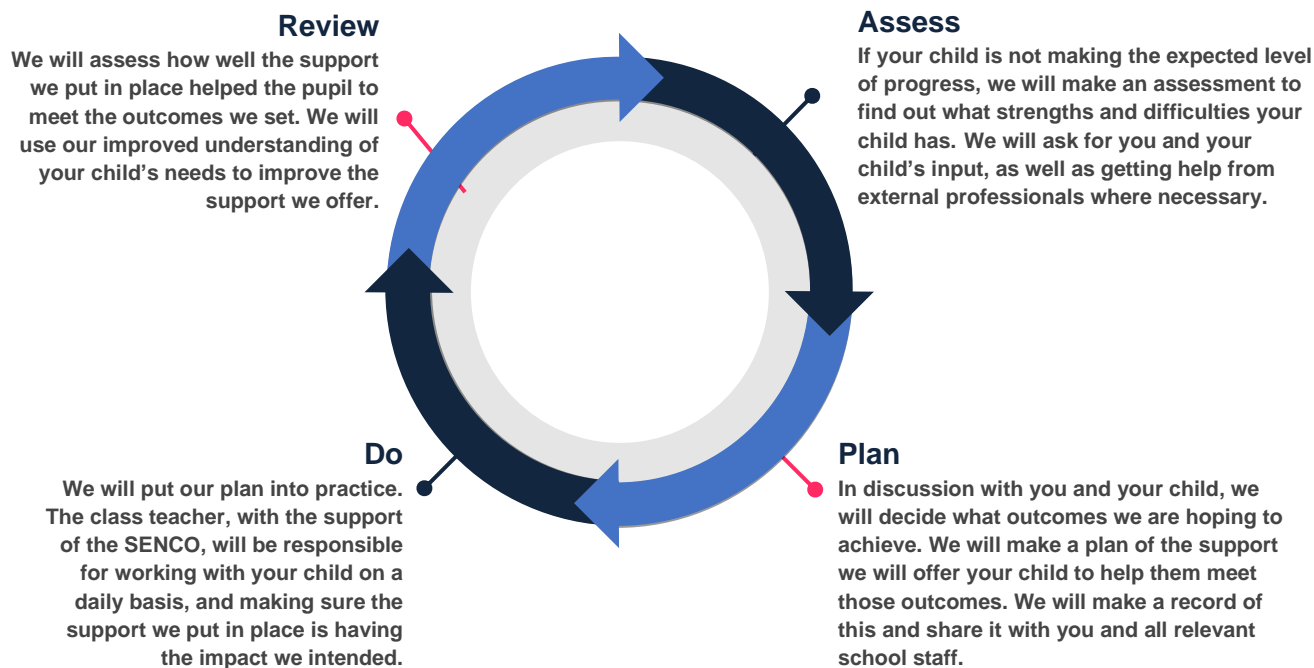 Review
We will assess how well the support
we put in place helped the pupil to
meet the outcomes we set. We will
use our improved understanding of
your child’s needs to improve the
support we offer.
Assess
If your child is not making the expected level
of progress, we will make an assessment to
find out what strengths and difficulties your
child has. We will ask for you and your
child’s input, as well as getting help from
external professionals where necessary.
Do
We will put our plan into practice.
The class teacher, with the support
of the SENCO, will be responsible
for working with your child on a
daily basis, and making sure the
support we put in place is having
the impact we intended.
Plan
In discussion with you and your child, we
will decide what outcomes we are hoping to
achieve. We will make a plan of the support
we will offer your child to help them meet
those outcomes. We will make a record of
this and share it with you and all relevant
school staff.